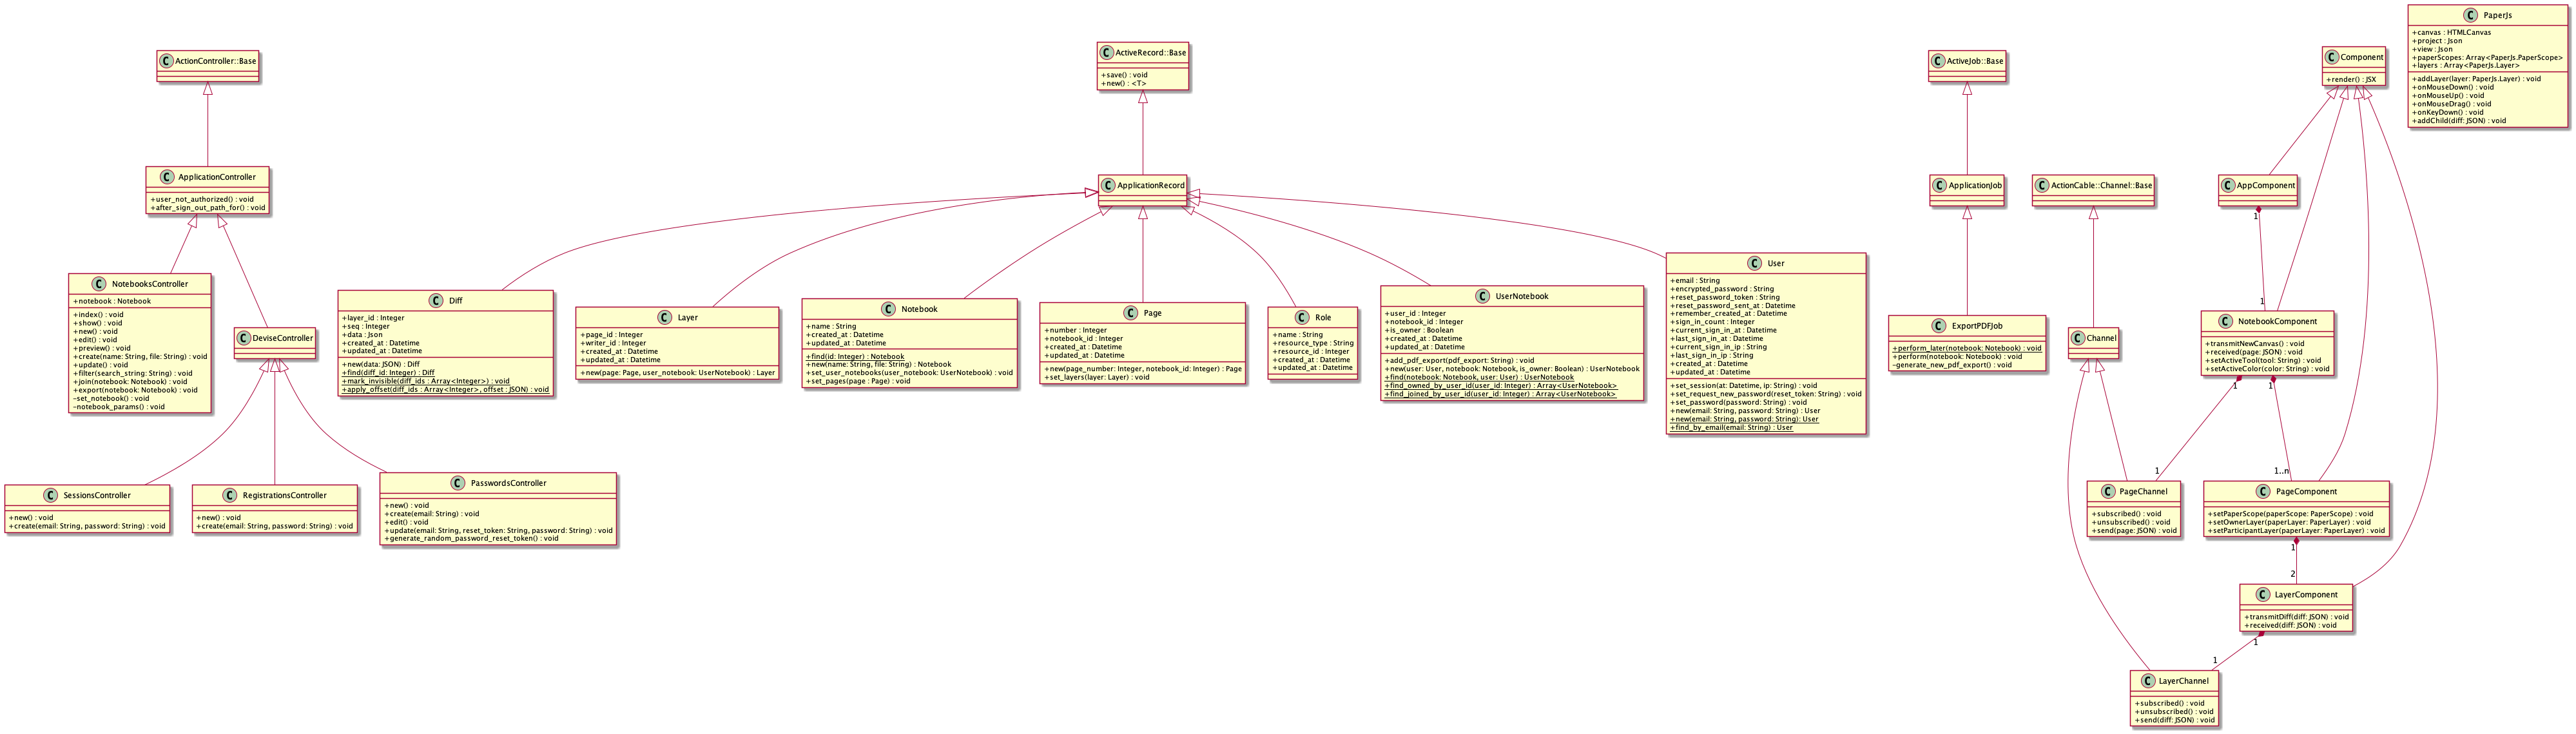 C ActionController::Base
C ApplicationController
+user_not_authorized() : void
+after_sign_out_path_for() : void
C NotebooksController
+notebook : Notebook
+index() : void
+show() : void
+new() : void
+edit() : void
+preview() : void
+create(name: String, file: String) : void
+update() : void
+filter(search_string: String) : void
+join(notebook: Notebook) : void
+export(notebook: Notebook) : void
-set_notebook() : void
-notebook_params() : void
C DeviseController
C SessionsController
+new() : void
+create(email: String, password: String) : void
C RegistrationsController
+new() : void
+create(email: String, password: String) : void
C PasswordsController
+new() : void
+create(email: String) : void
+edit() : void
+update(email: String, reset_token: String, password: String) : void
+generate_random_password_reset_token() : void
C ActiveRecord::Base
+save() : void
+new() : <T>
C ApplicationRecord
C Diff
+layer_id : Integer
+seq : Integer
+data : Json
+created_at : Datetime
+updated_at : Datetime
+new(data: JSON) : Diff
+find(diff_id: Integer) : Diff
+mark_invisible(diff_ids : Array<Integer>) : void
+apply_offset(diff_ids : Array<Integer>, offset : JSON) : void
C Layer
+page_id : Integer
+writer_id : Integer
+created_at : Datetime
+updated_at : Datetime
+new(page: Page, user_notebook: UserNotebook) : Layer
C Notebook
+name : String
+created_at : Datetime
+updated_at : Datetime
+find(id: Integer) : Notebook
+new(name: String, file: String) : Notebook
+set_user_notebooks(user_notebook: UserNotebook) : void
+set_pages(page : Page) : void
C Page
+number : Integer
+notebook_id : Integer
+created_at : Datetime
+updated_at : Datetime
+new(page_number: Integer, notebook_id: Integer) : Page
+set_layers(layer: Layer) : void
C Role
+name : String
+resource_type : String
+resource_id : Integer
+created_at : Datetime
+updated_at : Datetime
C UserNotebook
+user_id : Integer
+notebook_id : Integer
+is_owner : Boolean
+created_at : Datetime
+updated_at : Datetime
+add_pdf_export(pdf_export: String) : void
+new(user: User, notebook: Notebook, is_owner: Boolean) : UserNotebook
+find(notebook: Notebook, user: User) : UserNotebook
+find_owned_by_user_id(user_id: Integer) : Array<UserNotebook>
+find_joined_by_user_id(user_id: Integer) : Array<UserNotebook>
C User
+email : String
+encrypted_password : String
+reset_password_token : String
+reset_password_sent_at : Datetime
+remember_created_at : Datetime
+sign_in_count : Integer
+current_sign_in_at : Datetime
+last_sign_in_at : Datetime
+current_sign_in_ip : String
+last_sign_in_ip : String
+created_at : Datetime
+updated_at : Datetime
+set_session(at: Datetime, ip: String) : void
+set_request_new_password(reset_token: String) : void
+set_password(password: String) : void
+new(email: String, password: String) : User
+new(email: String, password: String): User
+find_by_email(email: String) : User
C ActiveJob::Base
C ApplicationJob
C ExportPDFJob
+perform_later(notebook: Notebook) : void
+perform(notebook: Notebook) : void
-generate_new_pdf_export() : void
C ActionCable::Channel::Base
C Channel
C PageChannel
+subscribed() : void
+unsubscribed() : void
+send(page: JSON) : void
C LayerChannel
+subscribed() : void
+unsubscribed() : void
+send(diff: JSON) : void
C Component
+render() : JSX
C AppComponent
1
1
C NotebookComponent
+transmitNewCanvas() : void
+received(page: JSON) : void
+setActiveTool(tool: String) : void
+setActiveColor(color: String) : void
1
1
1
1..n
C PageComponent
+setPaperScope(paperScope: PaperScope) : void
+setOwnerLayer(paperLayer: PaperLayer) : void
+setParticipantLayer(paperLayer: PaperLayer) : void
1
2
C LayerComponent
+transmitDiff(diff: JSON) : void
+received(diff: JSON) : void
1
1
C PaperJs
+canvas : HTMLCanvas
+project : Json
+view : Json
+paperScopes: Array<PaperJs.PaperScope>
+layers : Array<PaperJs.Layer>
+addLayer(layer: PaperJs.Layer) : void
+onMouseDown() : void
+onMouseUp() : void
+onMouseDrag() : void
+onKeyDown() : void
+addChild(diff: JSON) : void